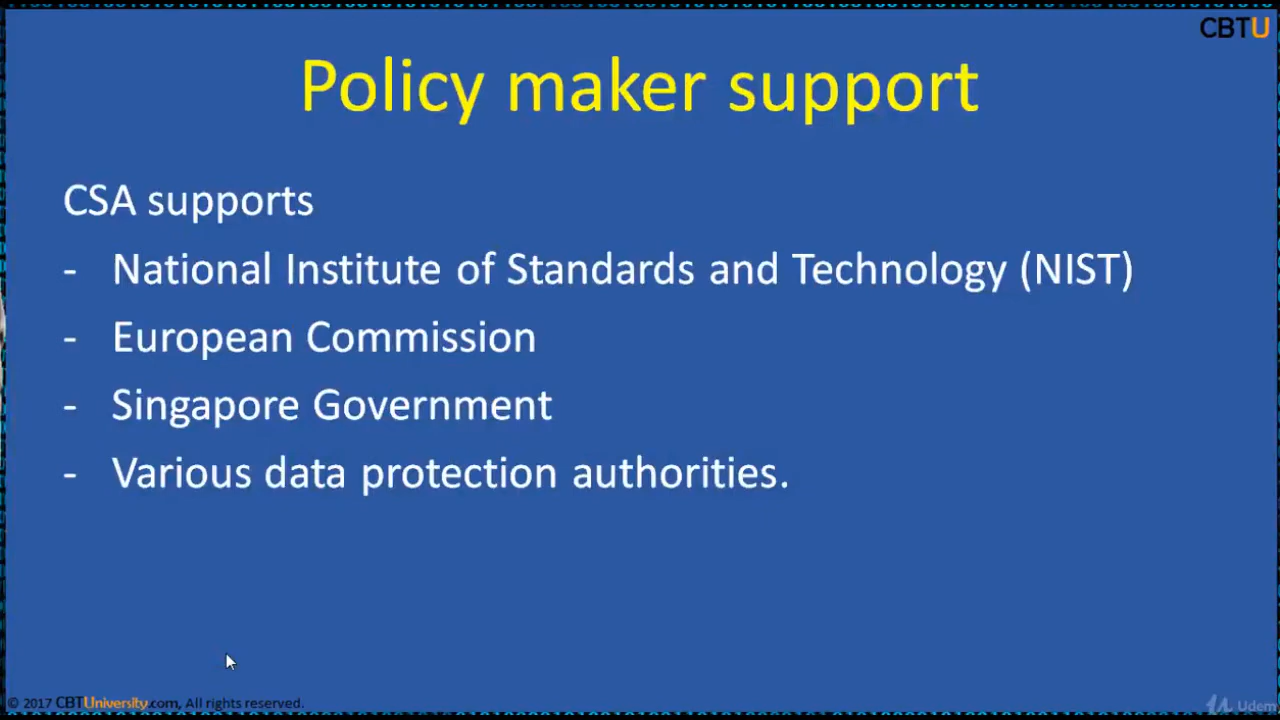 CBTU
Policy maker support
CSA supports
- National Institute of Standards and Technology (NIST)
- European Commission
- Singapore Government
- Various data protection authorities.
© 2017 CBTUniversity.com, All rights reserved.
Udem